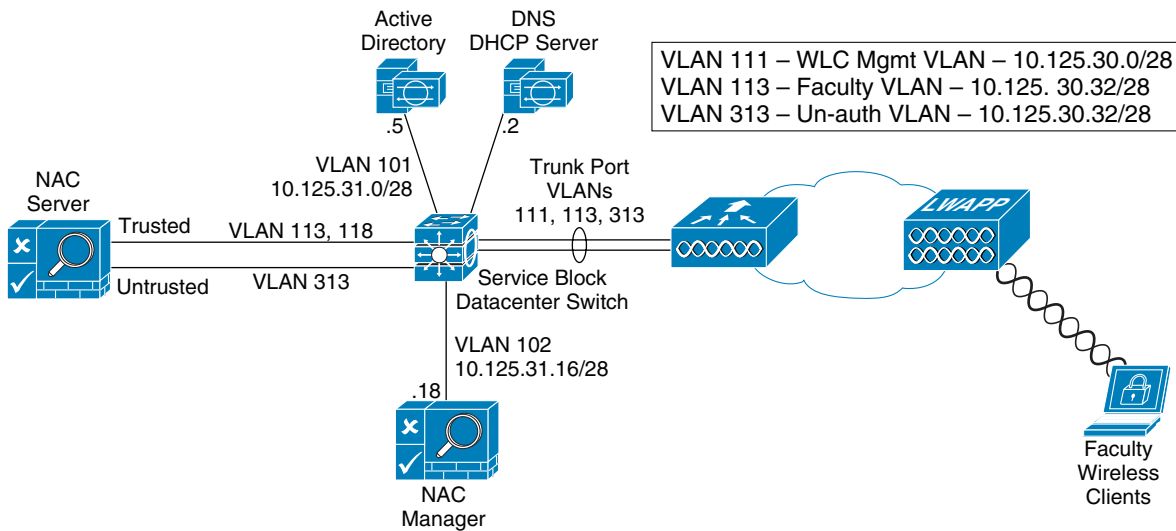 Active
Directory
DNS
DHCP Server
VLAN 111 – WLC Mgmt VLAN – 10.125.30.0/28
VLAN 113 – Faculty VLAN – 10.125. 30.32/28
VLAN 313 – Un-auth VLAN – 10.125.30.32/28
.5
.2
VLAN 101
10.125.31.0/28
Trunk Port
VLANs
111, 113, 313
NAC
Server
Trusted
VLAN 113, 118
LWAPP
Untrusted
VLAN 313
Service Block
Datacenter Switch
VLAN 102
10.125.31.16/28
.18
NAC
Manager
Faculty
Wireless
Clients